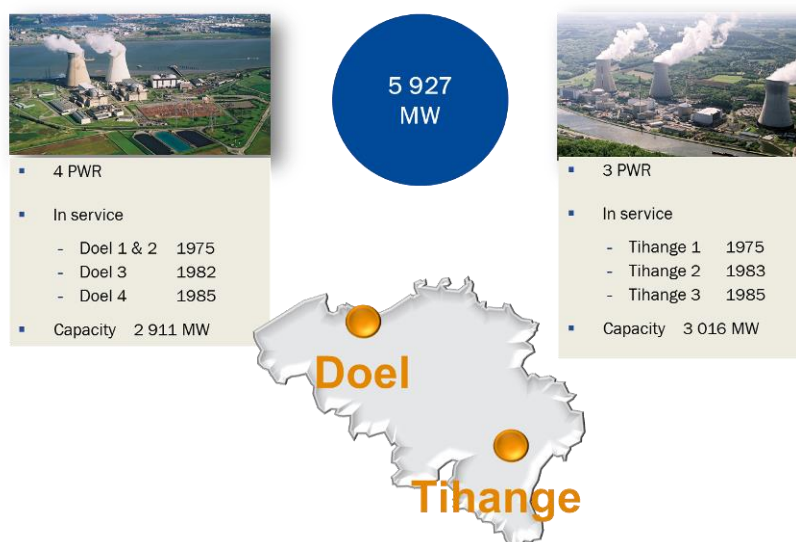 5 927
MW
4 PWR
In service
- Doel 1 & 2 1975
- Doel 3 1982
- Doel 4 1985
Capacity 2 911 MW
3 PWR
In service
- Tihange 1 1975
- Tihange 2 1983
- Tihange 3 1985
Capacity 3 016 MW
Doel
Tihange